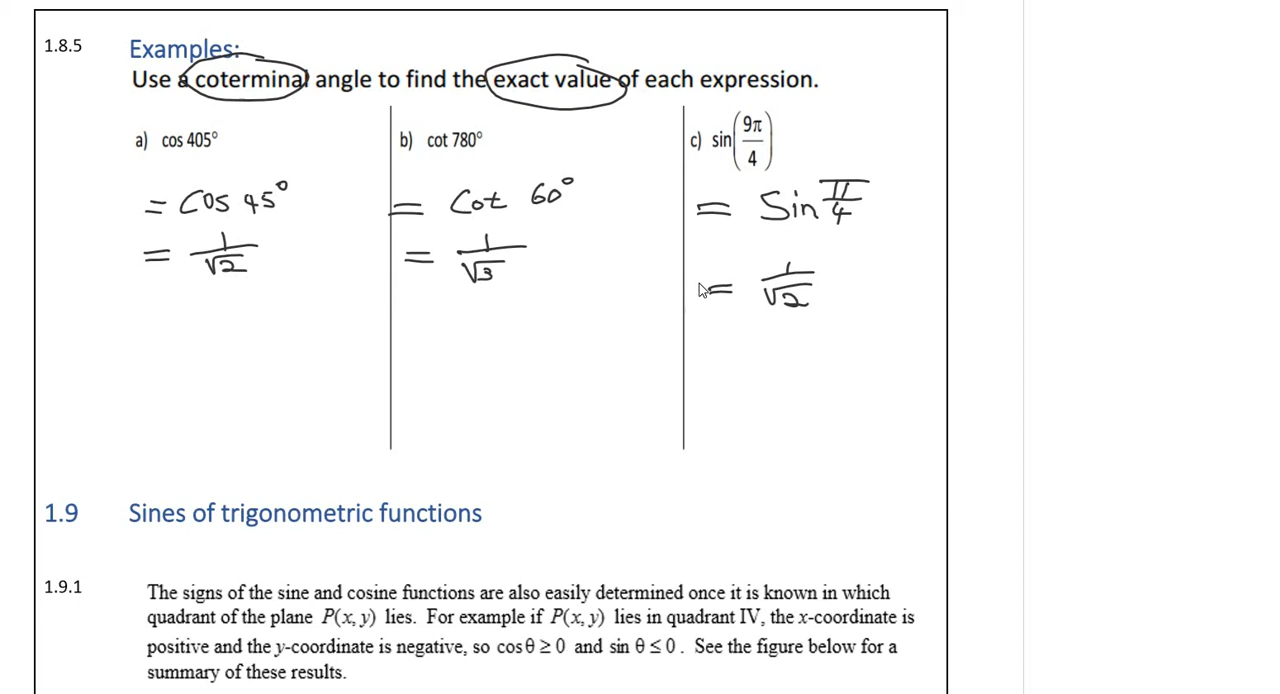 1.8.5 Examples:
Use a coterminal angle to find the exact value of each expression.
a) cos 405°
= Cos 45°
= 1/√2
b) cot 780°
= Cot 60°
= 1/√3
c) sin(9π/4)
= Sin π/4
= 1/√2
1.9 Sines of trigonometric functions
1.9.1 The signs of the sine and cosine functions are also easily determined once it is known in which
quadrant of the plane P(x, y) lies. For example if P(x, y) lies in quadrant IV, the x-coordinate is
positive and the y-coordinate is negative, so cos θ ≥ 0 and sin θ ≤ 0. See the figure below for a
summary of these results.